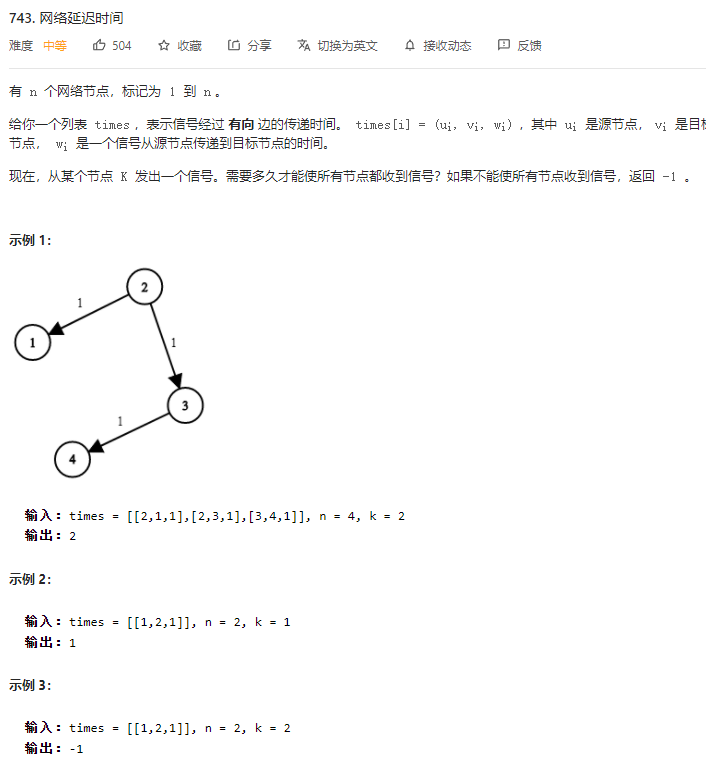 743. 网络延迟时间
难度 中等 504 收藏 分享 切换为英文 接收动态 反馈
有 n 个网络节点，标记为 1 到 n 。
给你一个列表 times ，表示信号经过 有向 边的传递时间。 times[i] = (ui, vi, wi) ，其中 ui 是源节点， vi 是目标
节点， wi 是一个信号从源节点传递到目标节点的时间。
现在，从某个节点 K 发出一个信号。需要多久才能使所有节点都收到信号？如果不能使所有节点收到信号，返回 -1 。
示例 1：
2
1
1
1
3
1
4
输入：times = [[2,1,1],[2,3,1],[3,4,1]], n = 4, k = 2
输出：2
示例 2：
输入：times = [[1,2,1]], n = 2, k = 1
输出：1
示例 3：
输入：times = [[1,2,1]], n = 2, k = 2
输出：-1